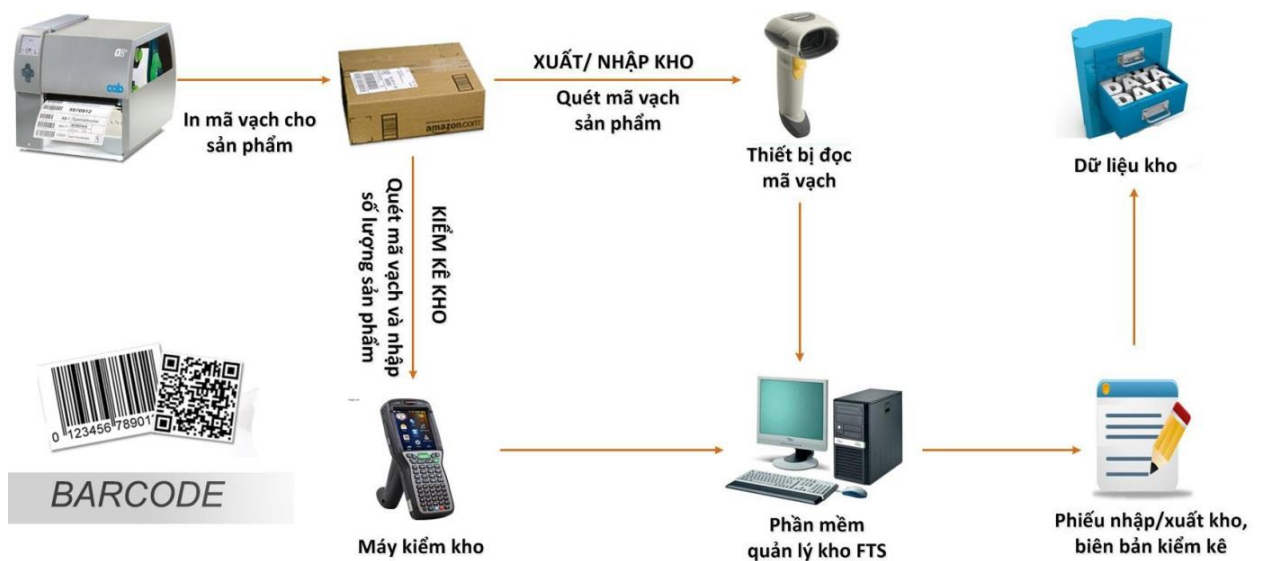 In mã vạch cho
sản phẩm
amazon.com
XUẤT/ NHẬP KHO
Quét mã vạch
sản phẩm
Thiết bị đọc
mã vạch
DATA
DATA
Dữ liệu kho
KIỂM KÊ KHO
Quét mã vạch và nhập
số lượng sản phẩm
0 123456 78901
BARCODE
Máy kiểm kho
Phần mềm
quản lý kho FTS
Phiếu nhập/xuất kho,
biên bản kiểm kê